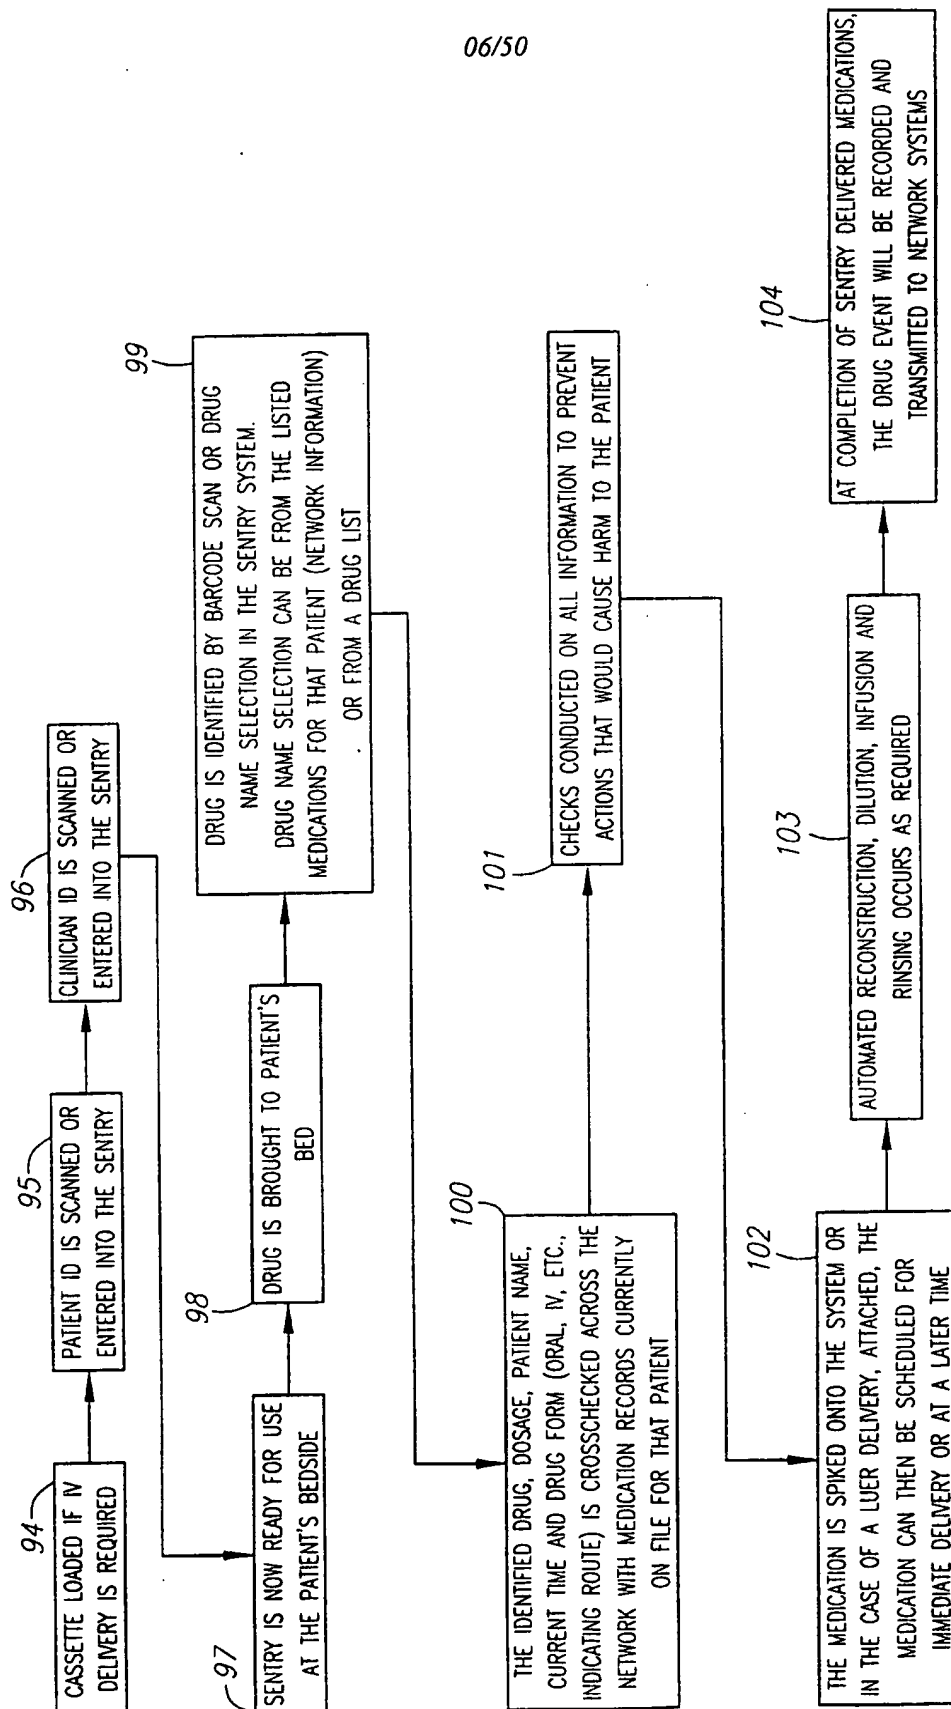 06/50
94
CASSETTE LOADED IF IV
DELIVERY IS REQUIRED
95
PATIENT ID IS SCANNED OR
ENTERED INTO THE SENTRY
96
CLINICIAN ID IS SCANNED OR
ENTERED INTO THE SENTRY
97
SENTRY IS NOW READY FOR USE
AT THE PATIENT'S BEDSIDE
98
DRUG IS BROUGHT TO PATIENT'S
BED
99
DRUG IS IDENTIFIED BY BARCODE SCAN OR DRUG
NAME SELECTION IN THE SENTRY SYSTEM.
DRUG NAME SELECTION CAN BE FROM THE LISTED
MEDICATIONS FOR THAT PATIENT (NETWORK INFORMATION)
OR FROM A DRUG LIST
100
THE IDENTIFIED DRUG, DOSAGE, PATIENT NAME,
CURRENT TIME AND DRUG FORM (ORAL, IV, ETC.,
INDICATING ROUTE) IS CROSSCHECKED ACROSS THE
NETWORK WITH MEDICATION RECORDS CURRENTLY
ON FILE FOR THAT PATIENT
101
CHECKS CONDUCTED ON ALL INFORMATION TO PREVENT
ACTIONS THAT WOULD CAUSE HARM TO THE PATIENT
102
THE MEDICATION IS SPIKED ONTO THE SYSTEM OR
IN THE CASE OF A LUER DELIVERY, ATTACHED, THE
MEDICATION CAN THEN BE SCHEDULED FOR
IMMEDIATE DELIVERY OR AT A LATER TIME
103
AUTOMATED RECONSTRUCTION, DILUTION, INFUSION AND
RINSING OCCURS AS REQUIRED
104
AT COMPLETION OF SENTRY DELIVERED MEDICATIONS,
THE DRUG EVENT WILL BE RECORDED AND
TRANSMITTED TO NETWORK SYSTEMS